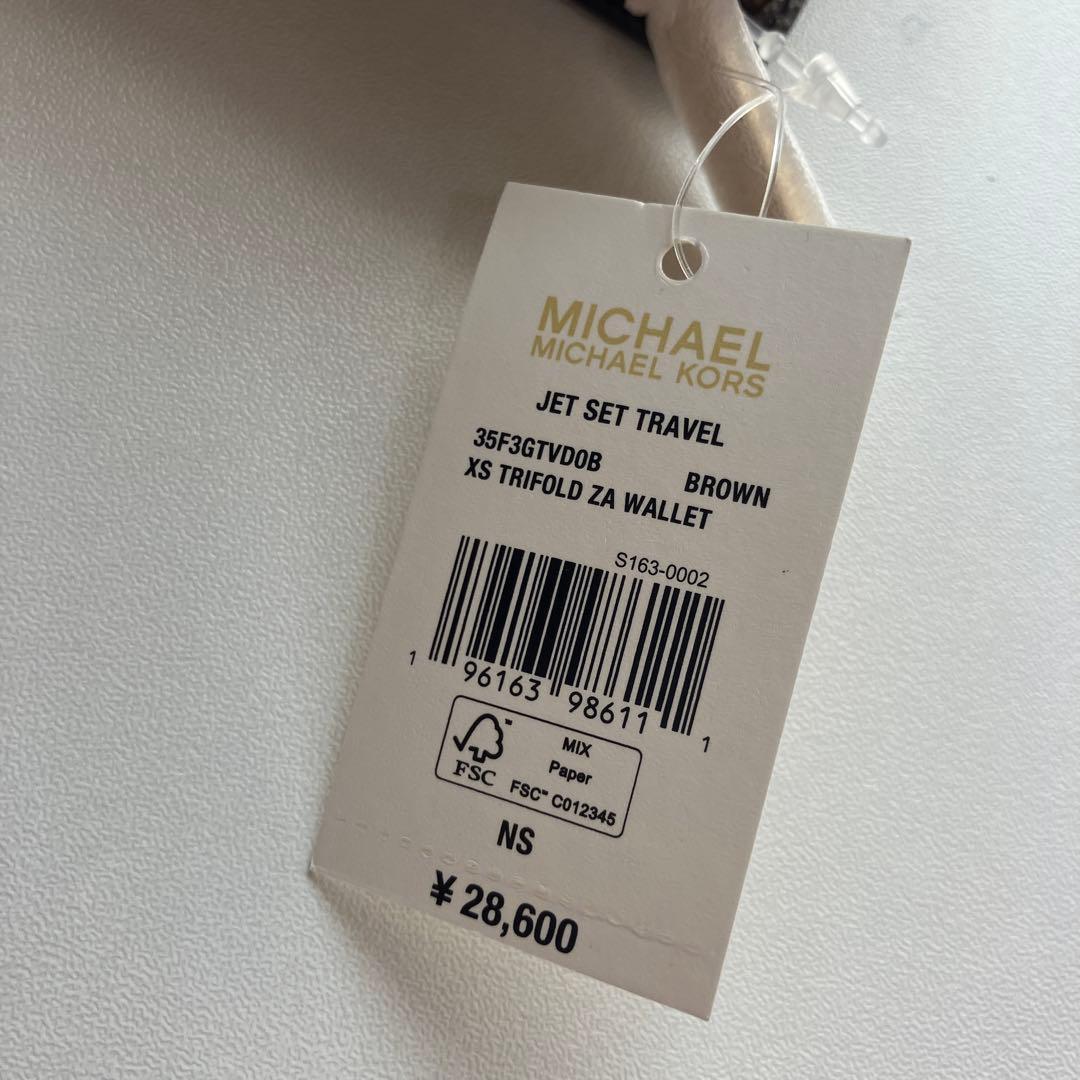 MICHAEL
MICHAEL KORS
JET SET TRAVEL
35F3GTVD0B BROWN
XS TRIFOLD ZA WALLET
S163-0002
1 96163 98611 1
FSC™
MIX
Paper
FSC™ C012345
NS
¥ 28,600